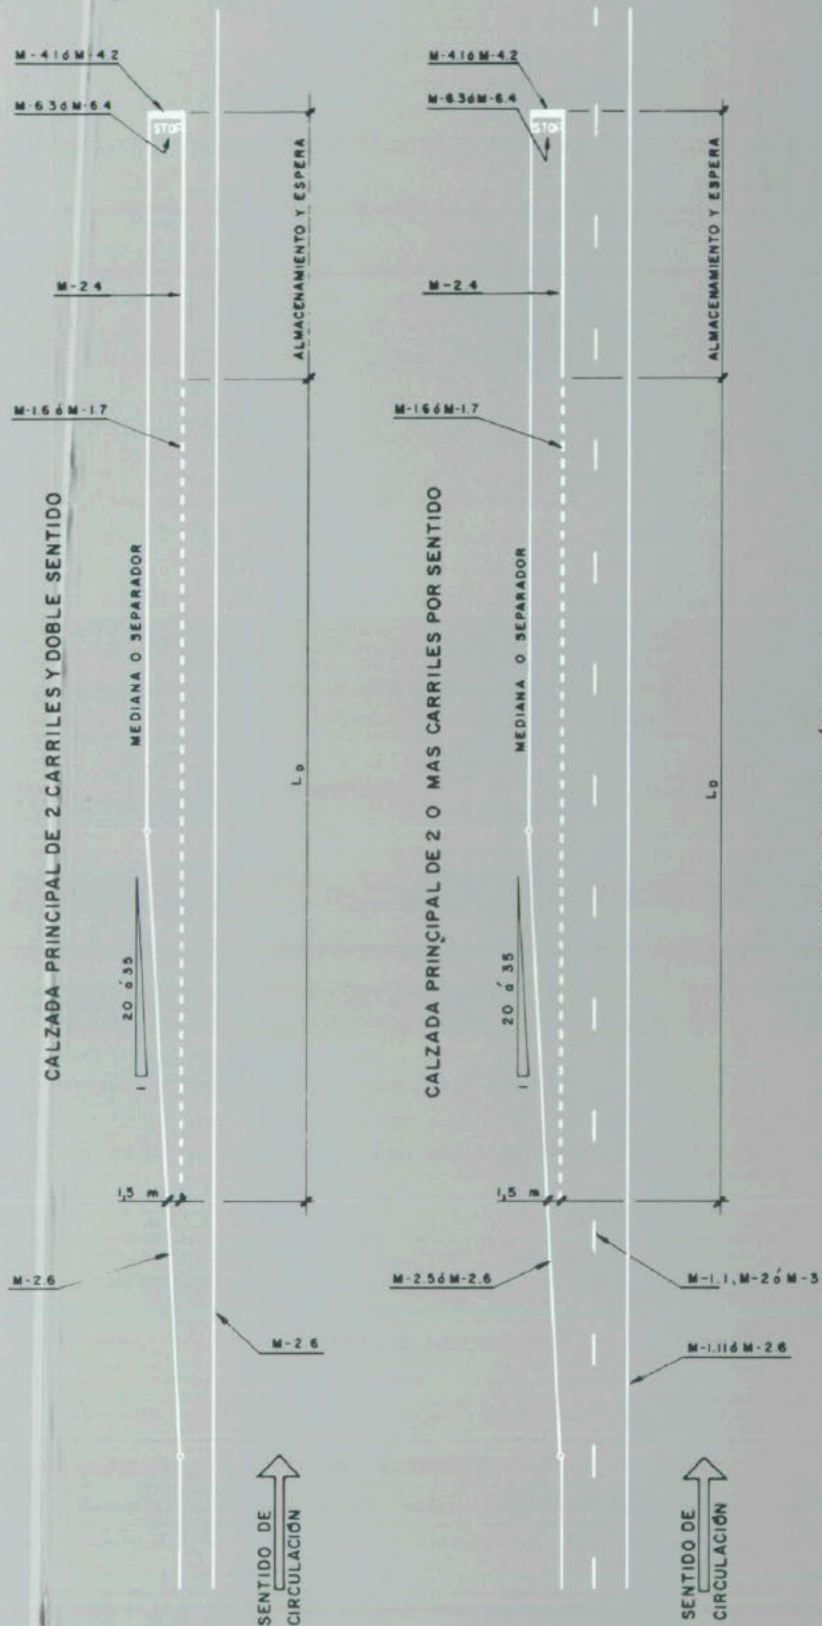 M-4.1 ó M-4.2
M-6.3 ó M-6.4
STOP
M-2.4
M-1.6 ó M-1.7
ALMACENAMIENTO Y ESPERA
CALZADA PRINCIPAL DE 2 CARRILES Y DOBLE SENTIDO
MEDIANA O SEPARADOR
L D
20 ó 35
1
1,5 m
M-2.6
M-2.6
SENTIDO DE
CIRCULACIÓN
M-4.1 ó M-4.2
M-6.3 ó M-6.4
STOP
M-2.4
M-1.6 ó M-1.7
ALMACENAMIENTO Y ESPERA
CALZADA PRINCIPAL DE 2 O MAS CARRILES POR SENTIDO
MEDIANA O SEPARADOR
L D
20 ó 35
1
1,5 m
M-2.5 ó M-2.6
M-1.1, M-2 ó M-3
M-1.11 ó M-2.6
SENTIDO DE
CIRCULACIÓN